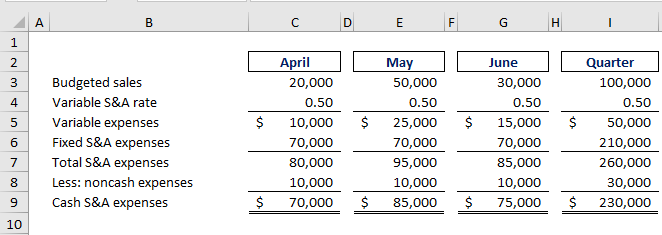 A B C D E F G H I
1
2 April May June Quarter
3 Budgeted sales 20,000 50,000 30,000 100,000
4 Variable S&A rate 0.50 0.50 0.50 0.50
5 Variable expenses $ 10,000 $ 25,000 $ 15,000 $ 50,000
6 Fixed S&A expenses 70,000 70,000 70,000 210,000
7 Total S&A expenses 80,000 95,000 85,000 260,000
8 Less: noncash expenses 10,000 10,000 10,000 30,000
9 Cash S&A expenses $ 70,000 $ 85,000 $ 75,000 $ 230,000
10